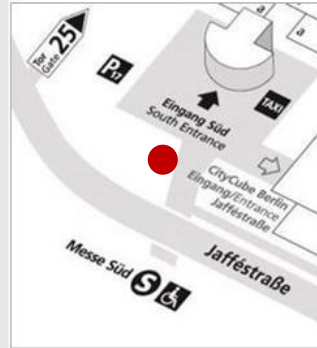 Tor
Gate 25
P17
a
a
Eingang Süd
South Entrance
TAXI
CityCube Berlin
Eingang/Entrance
Jafféstraße
Jafféstraße
Messe Süd S